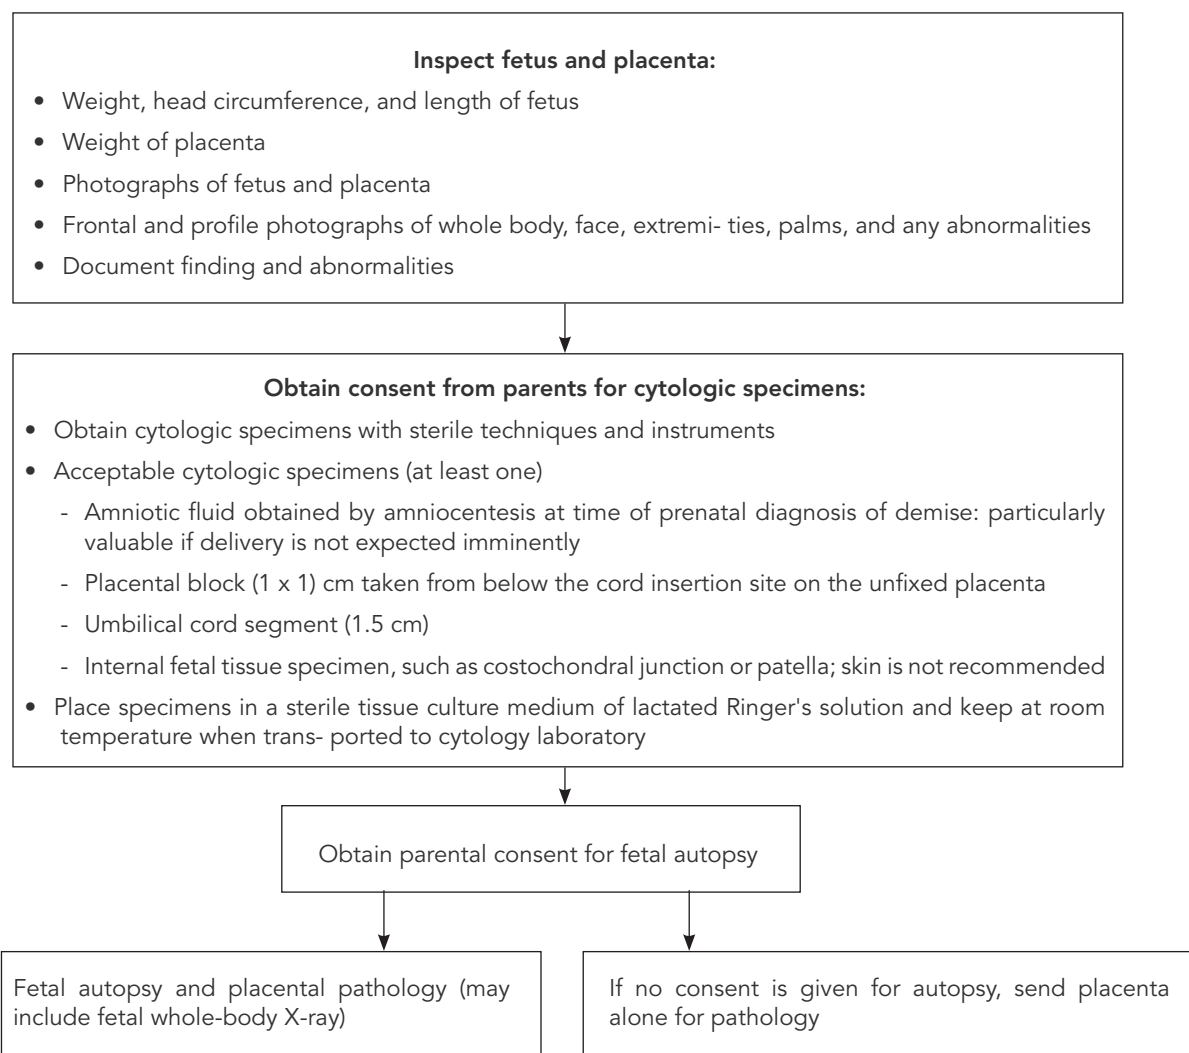 Inspect fetus and placenta:
• Weight, head circumference, and length of fetus
• Weight of placenta
• Photographs of fetus and placenta
• Frontal and profile photographs of whole body, face, extremi- ties, palms, and any abnormalities
• Document finding and abnormalities
Obtain consent from parents for cytologic specimens:
• Obtain cytologic specimens with sterile techniques and instruments
• Acceptable cytologic specimens (at least one)
- Amniotic fluid obtained by amniocentesis at time of prenatal diagnosis of demise: particularly
valuable if delivery is not expected imminently
- Placental block (1 x 1) cm taken from below the cord insertion site on the unfixed placenta
- Umbilical cord segment (1.5 cm)
- Internal fetal tissue specimen, such as costochondral junction or patella; skin is not recommended
• Place specimens in a sterile tissue culture medium of lactated Ringer's solution and keep at room
temperature when trans- ported to cytology laboratory
Obtain parental consent for fetal autopsy
Fetal autopsy and placental pathology (may
include fetal whole-body X-ray)
If no consent is given for autopsy, send placenta
alone for pathology